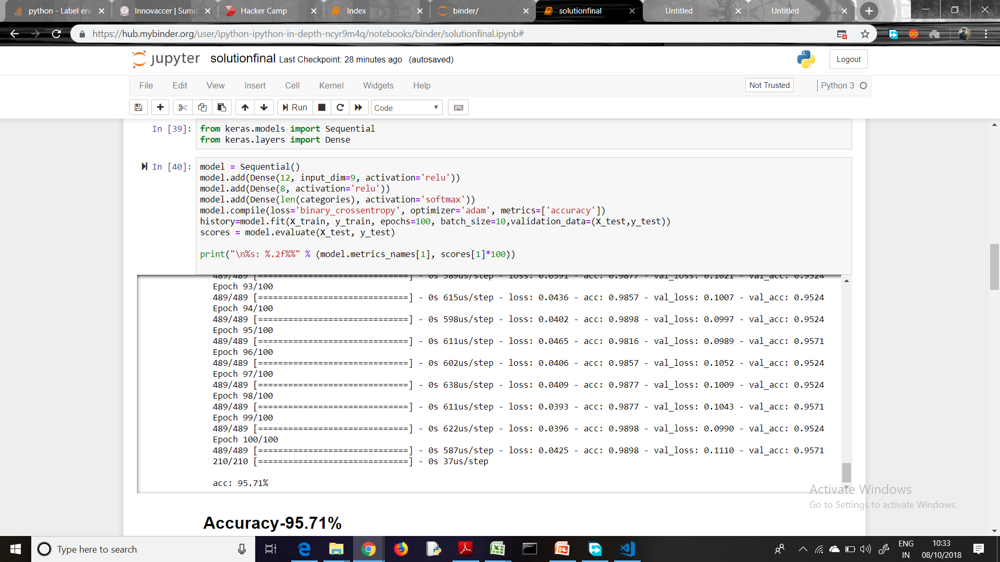 python - Label enc
Innovaccer | Summ
Hacker Camp
Index
binder/
solutionfinal
Untitled
Untitled
https://hub.mybinder.org/user/ipython-ipython-in-depth-ncyr9m4q/notebooks/binder/solutionfinal.ipynb#
jupyter solutionfinal Last Checkpoint: 28 minutes ago (autosaved)
Logout
File Edit View Insert Cell Kernel Widgets Help
Not Trusted
Python 3
Run
Code
In [39]: from keras.models import Sequential
from keras.layers import Dense
In [40]: model = Sequential()
model.add(Dense(12, input_dim=9, activation='relu'))
model.add(Dense(8, activation='relu'))
model.add(Dense(len(categories), activation='softmax'))
model.compile(loss='binary_crossentropy', optimizer='adam', metrics=['accuracy'])
history=model.fit(X_train, y_train, epochs=100, batch_size=10,validation_data=(X_test,y_test))
scores = model.evaluate(X_test, y_test)
print("\n%s: %.2f%%" % (model.metrics_names[1], scores[1]*100))
489/489 [==============================] - 0s 589us/step - loss: 0.0391 - acc: 0.9877 - val_loss: 0.1021 - val_acc: 0.9524
Epoch 93/100
489/489 [==============================] - 0s 615us/step - loss: 0.0436 - acc: 0.9857 - val_loss: 0.1007 - val_acc: 0.9524
Epoch 94/100
489/489 [==============================] - 0s 598us/step - loss: 0.0402 - acc: 0.9898 - val_loss: 0.0997 - val_acc: 0.9524
Epoch 95/100
489/489 [==============================] - 0s 611us/step - loss: 0.0465 - acc: 0.9816 - val_loss: 0.0989 - val_acc: 0.9571
Epoch 96/100
489/489 [==============================] - 0s 602us/step - loss: 0.0406 - acc: 0.9857 - val_loss: 0.1052 - val_acc: 0.9524
Epoch 97/100
489/489 [==============================] - 0s 638us/step - loss: 0.0409 - acc: 0.9877 - val_loss: 0.1009 - val_acc: 0.9524
Epoch 98/100
489/489 [==============================] - 0s 611us/step - loss: 0.0393 - acc: 0.9877 - val_loss: 0.1043 - val_acc: 0.9571
Epoch 99/100
489/489 [==============================] - 0s 622us/step - loss: 0.0396 - acc: 0.9898 - val_loss: 0.0990 - val_acc: 0.9524
Epoch 100/100
489/489 [==============================] - 0s 587us/step - loss: 0.0425 - acc: 0.9898 - val_loss: 0.1110 - val_acc: 0.9571
210/210 [==============================] - 0s 37us/step
acc: 95.71%
Activate Windows
Go to Settings to activate Windows.
Accuracy-95.71%
Type here to search
ENG
IN
10:33
08/10/2018